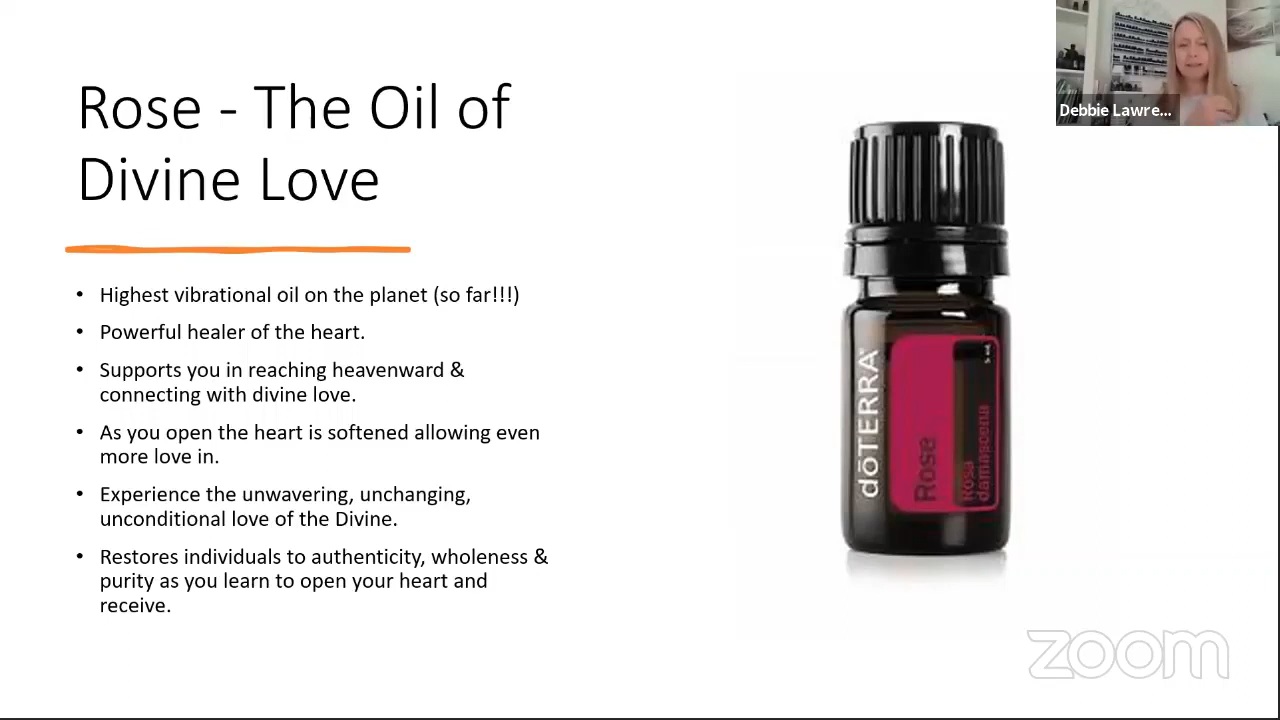 Rose - The Oil of
Divine Love
• Highest vibrational oil on the planet (so far!!!)
• Powerful healer of the heart.
• Supports you in reaching heavenward &
connecting with divine love.
• As you open the heart is softened allowing even
more love in.
• Experience the unwavering, unchanging,
unconditional love of the Divine.
• Restores individuals to authenticity, wholeness &
purity as you learn to open your heart and
receive.
dōTERRA
Rose
Rosa
damascena
5 mL
Debbie Lawre...
zoom